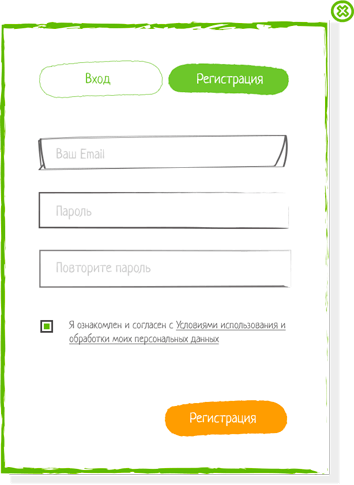 Вход
Регистрация
Ваш Email
Пароль
Повторите пароль
Я ознакомлен и согласен с Условиями использования и
обработки моих персональных данных
Регистрация